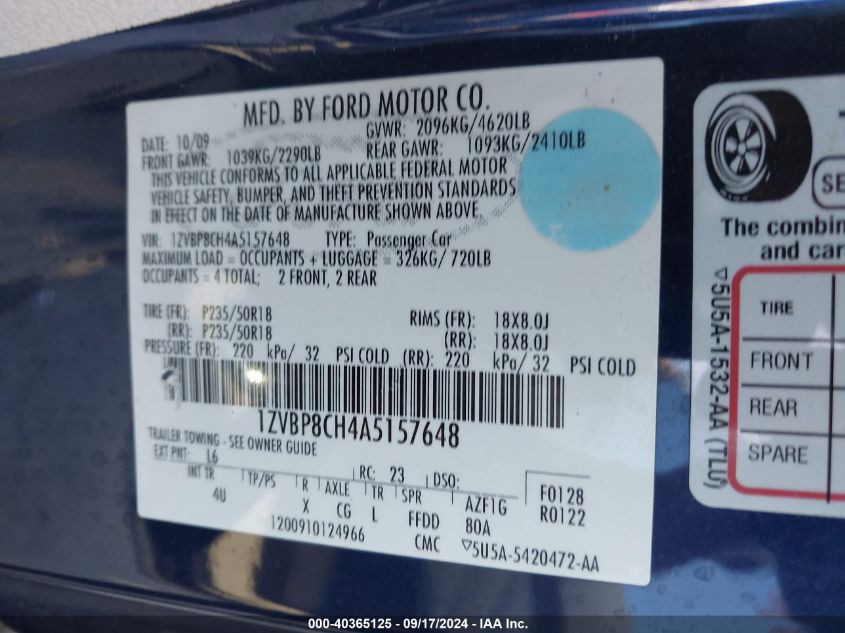 MFD. BY FORD MOTOR CO.
DATE: 10/09 GVWR: 2096KG/4620LB
FRONT GAWR: 1039KG/2290LB REAR GAWR: 1093KG/2410LB
THIS VEHICLE CONFORMS TO ALL APPLICABLE FEDERAL MOTOR
VEHICLE SAFETY, BUMPER, AND THEFT PREVENTION STANDARDS
IN EFFECT ON THE DATE OF MANUFACTURE SHOWN ABOVE.
VIN: 1ZVBP8CH4A5157648 TYPE: Passenger Car
MAXIMUM LOAD = OCCUPANTS + LUGGAGE = 326KG/ 720LB
OCCUPANTS = 4 TOTAL; 2 FRONT, 2 REAR
TIRE (FR): P235/50R18 RIMS (FR): 18X8.0J
(RR): P235/50R18 (RR): 18X8.0J
PRESSURE (FR): 220 kPa/ 32 PSI COLD (RR): 220 kPa/ 32 PSI COLD
1ZVBP8CH4A5157648
TRAILER TOWING - SEE OWNER GUIDE
EXT PNT: L6 RC: 23 DSO:
INT TR TP/PS R AXLE TR SPR AZF1G F0128
4U X CG L FFDD 80A R0122
1200910124966 CMC ▽5U5A-5420472-AA
▽5U5A-1532-AA (TLU)
SE
The combin
and car
TIRE
FRONT
REAR
SPARE
000-40365125 - 09/17/2024 - IAA Inc.